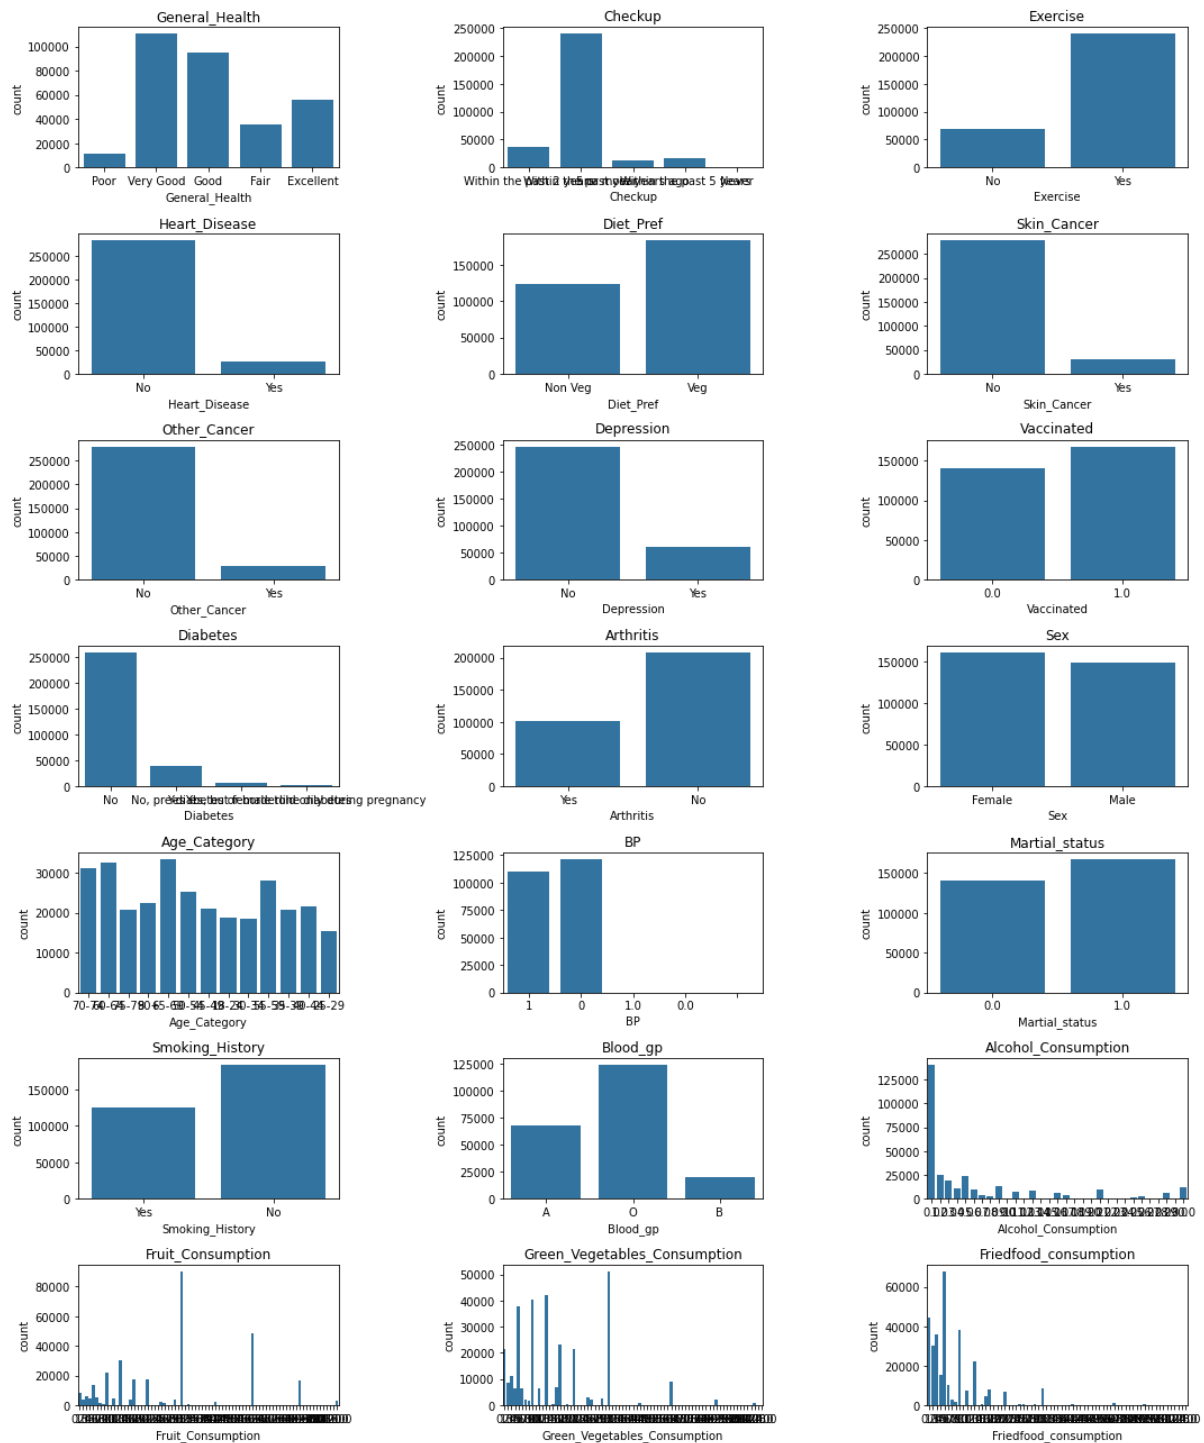 General_Health
Checkup
Exercise
count
100000
80000
60000
40000
20000
0
Poor Very Good Good Fair Excellent
General_Health
count
250000
200000
150000
100000
50000
0
Never
Checkup
count
250000
200000
150000
100000
50000
0
No Yes
Exercise
Heart_Disease
Diet_Pref
Skin_Cancer
count
250000
200000
150000
100000
50000
0
No Yes
Heart_Disease
count
150000
100000
50000
0
Non Veg Veg
Diet_Pref
count
250000
200000
150000
100000
50000
0
No Yes
Skin_Cancer
Other_Cancer
Depression
Vaccinated
count
250000
200000
150000
100000
50000
0
No Yes
Other_Cancer
count
250000
200000
150000
100000
50000
0
No Yes
Depression
count
150000
100000
50000
0
0.0 1.0
Vaccinated
Diabetes
Arthritis
Sex
count
250000
200000
150000
100000
50000
0
No
Diabetes
count
200000
150000
100000
50000
0
Yes No
Arthritis
count
150000
100000
50000
0
Female Male
Sex
Age_Category
BP
Martial_status
count
30000
20000
10000
0
Age_Category
count
125000
100000
75000
50000
25000
0
1 0 1.0 0.0
BP
count
150000
100000
50000
0
0.0 1.0
Martial_status
Smoking_History
Blood_gp
Alcohol_Consumption
count
150000
100000
50000
0
Yes No
Smoking_History
count
125000
100000
75000
50000
25000
0
A O B
Blood_gp
count
125000
100000
75000
50000
25000
0
Alcohol_Consumption
Fruit_Consumption
Green_Vegetables_Consumption
Friedfood_consumption
count
80000
60000
40000
20000
0
Fruit_Consumption
count
50000
40000
30000
20000
10000
0
Green_Vegetables_Consumption
count
60000
40000
20000
0
Friedfood_consumption